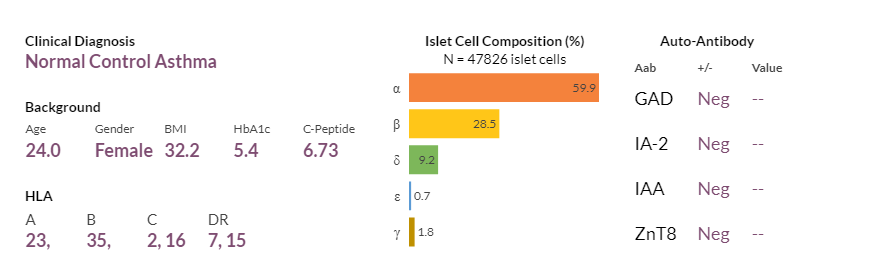 Clinical Diagnosis
Normal Control Asthma
Background
Age Gender BMI HbA1c C-Peptide
24.0 Female 32.2 5.4 6.73
HLA
A B C DR
23, 35, 2, 16 7, 15
Islet Cell Composition (%)
N = 47826 islet cells
α 59.9
β 28.5
δ 9.2
ε 0.7
γ 1.8
Auto-Antibody
Aab +/- Value
GAD Neg --
IA-2 Neg --
IAA Neg --
ZnT8 Neg --